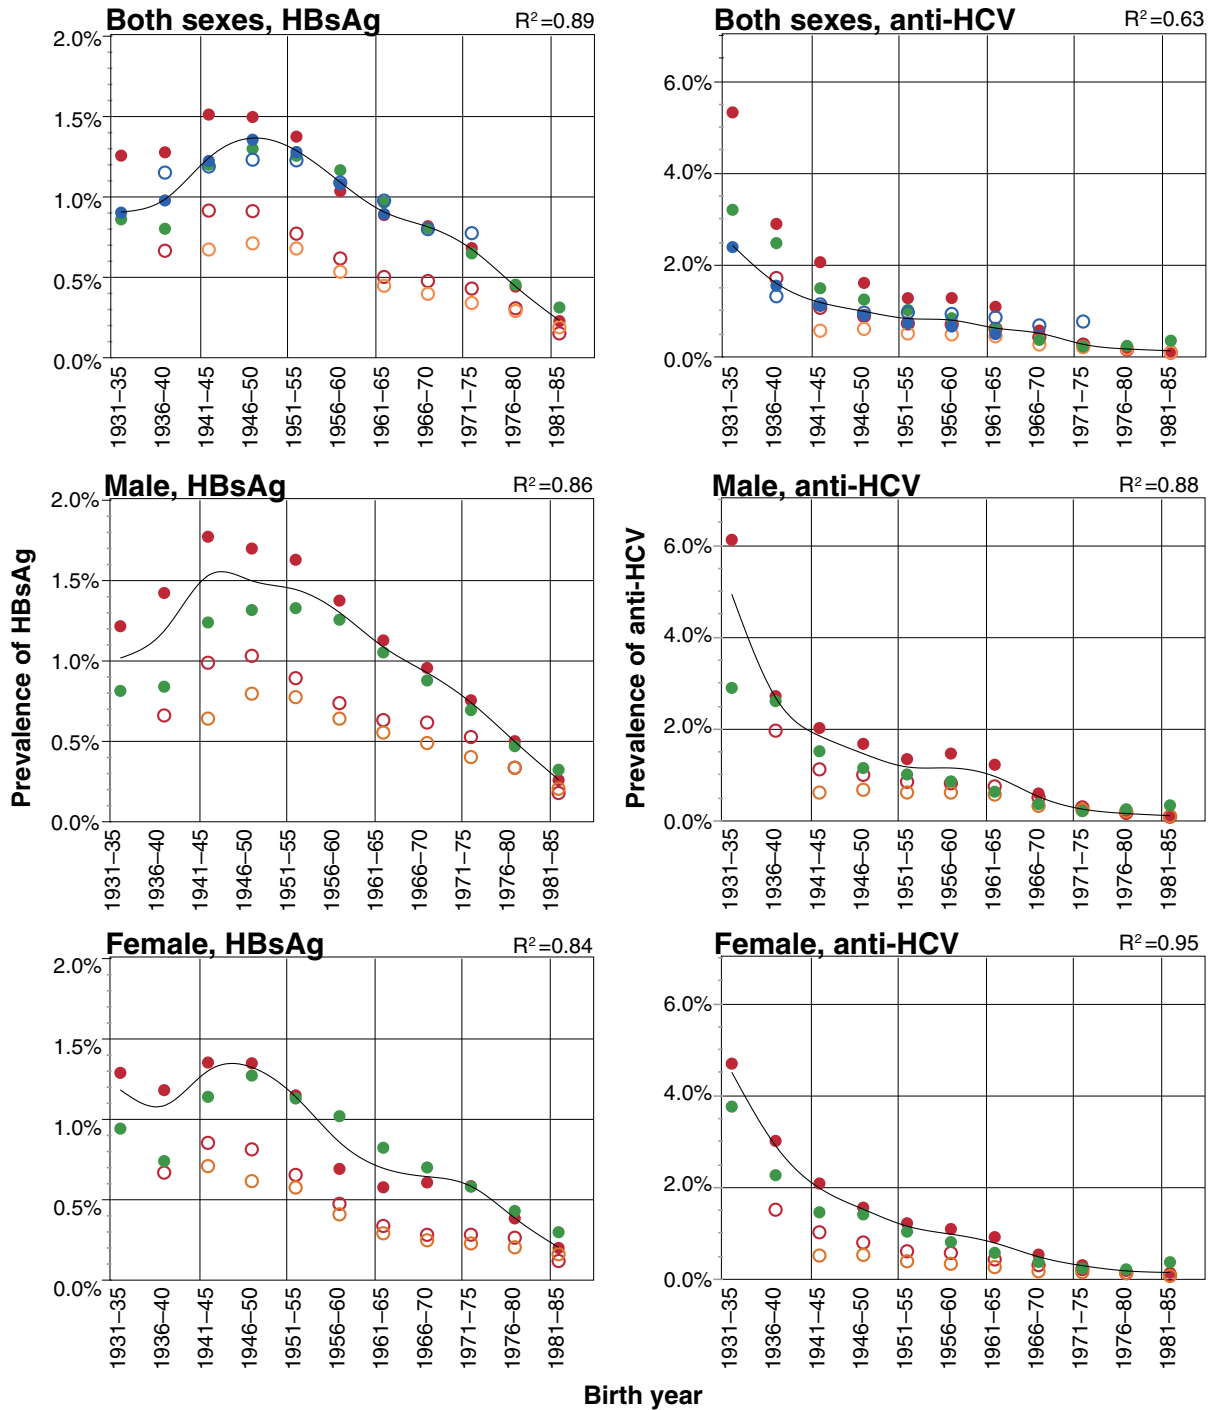 Both sexes, HBsAg R²=0.89
2.0%
1.5%
1.0%
0.5%
0.0%
1931–35 1936–40 1941–45 1946–50 1951–55 1956–60 1961–65 1966–70 1971–75 1976–80 1981–85
Both sexes, anti-HCV R²=0.63
6.0%
4.0%
2.0%
0.0%
1931–35 1936–40 1941–45 1946–50 1951–55 1956–60 1961–65 1966–70 1971–75 1976–80 1981–85
Prevalence of HBsAg
Male, HBsAg R²=0.86
2.0%
1.5%
1.0%
0.5%
0.0%
1931–35 1936–40 1941–45 1946–50 1951–55 1956–60 1961–65 1966–70 1971–75 1976–80 1981–85
Prevalence of anti-HCV
Male, anti-HCV R²=0.88
6.0%
4.0%
2.0%
0.0%
1931–35 1936–40 1941–45 1946–50 1951–55 1956–60 1961–65 1966–70 1971–75 1976–80 1981–85
Female, HBsAg R²=0.84
2.0%
1.5%
1.0%
0.5%
0.0%
1931–35 1936–40 1941–45 1946–50 1951–55 1956–60 1961–65 1966–70 1971–75 1976–80 1981–85
Female, anti-HCV R²=0.95
6.0%
4.0%
2.0%
0.0%
1931–35 1936–40 1941–45 1946–50 1951–55 1956–60 1961–65 1966–70 1971–75 1976–80 1981–85
Birth year